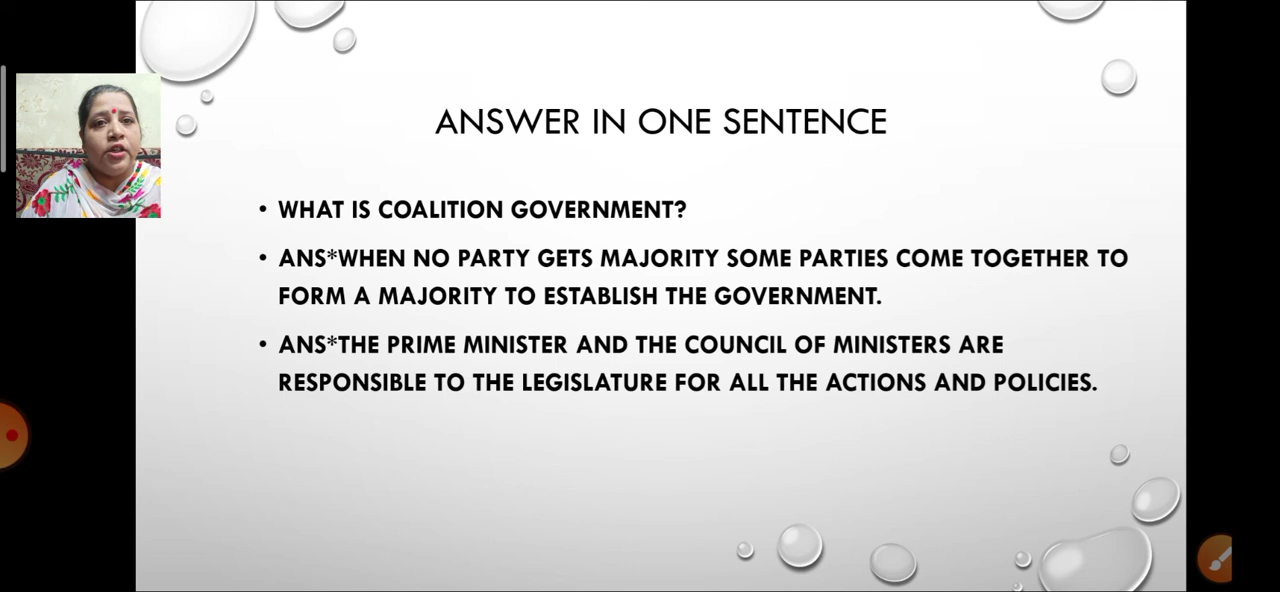 ANSWER IN ONE SENTENCE
• WHAT IS COALITION GOVERNMENT?
• ANS*WHEN NO PARTY GETS MAJORITY SOME PARTIES COME TOGETHER TO
FORM A MAJORITY TO ESTABLISH THE GOVERNMENT.
• ANS*THE PRIME MINISTER AND THE COUNCIL OF MINISTERS ARE
RESPONSIBLE TO THE LEGISLATURE FOR ALL THE ACTIONS AND POLICIES.